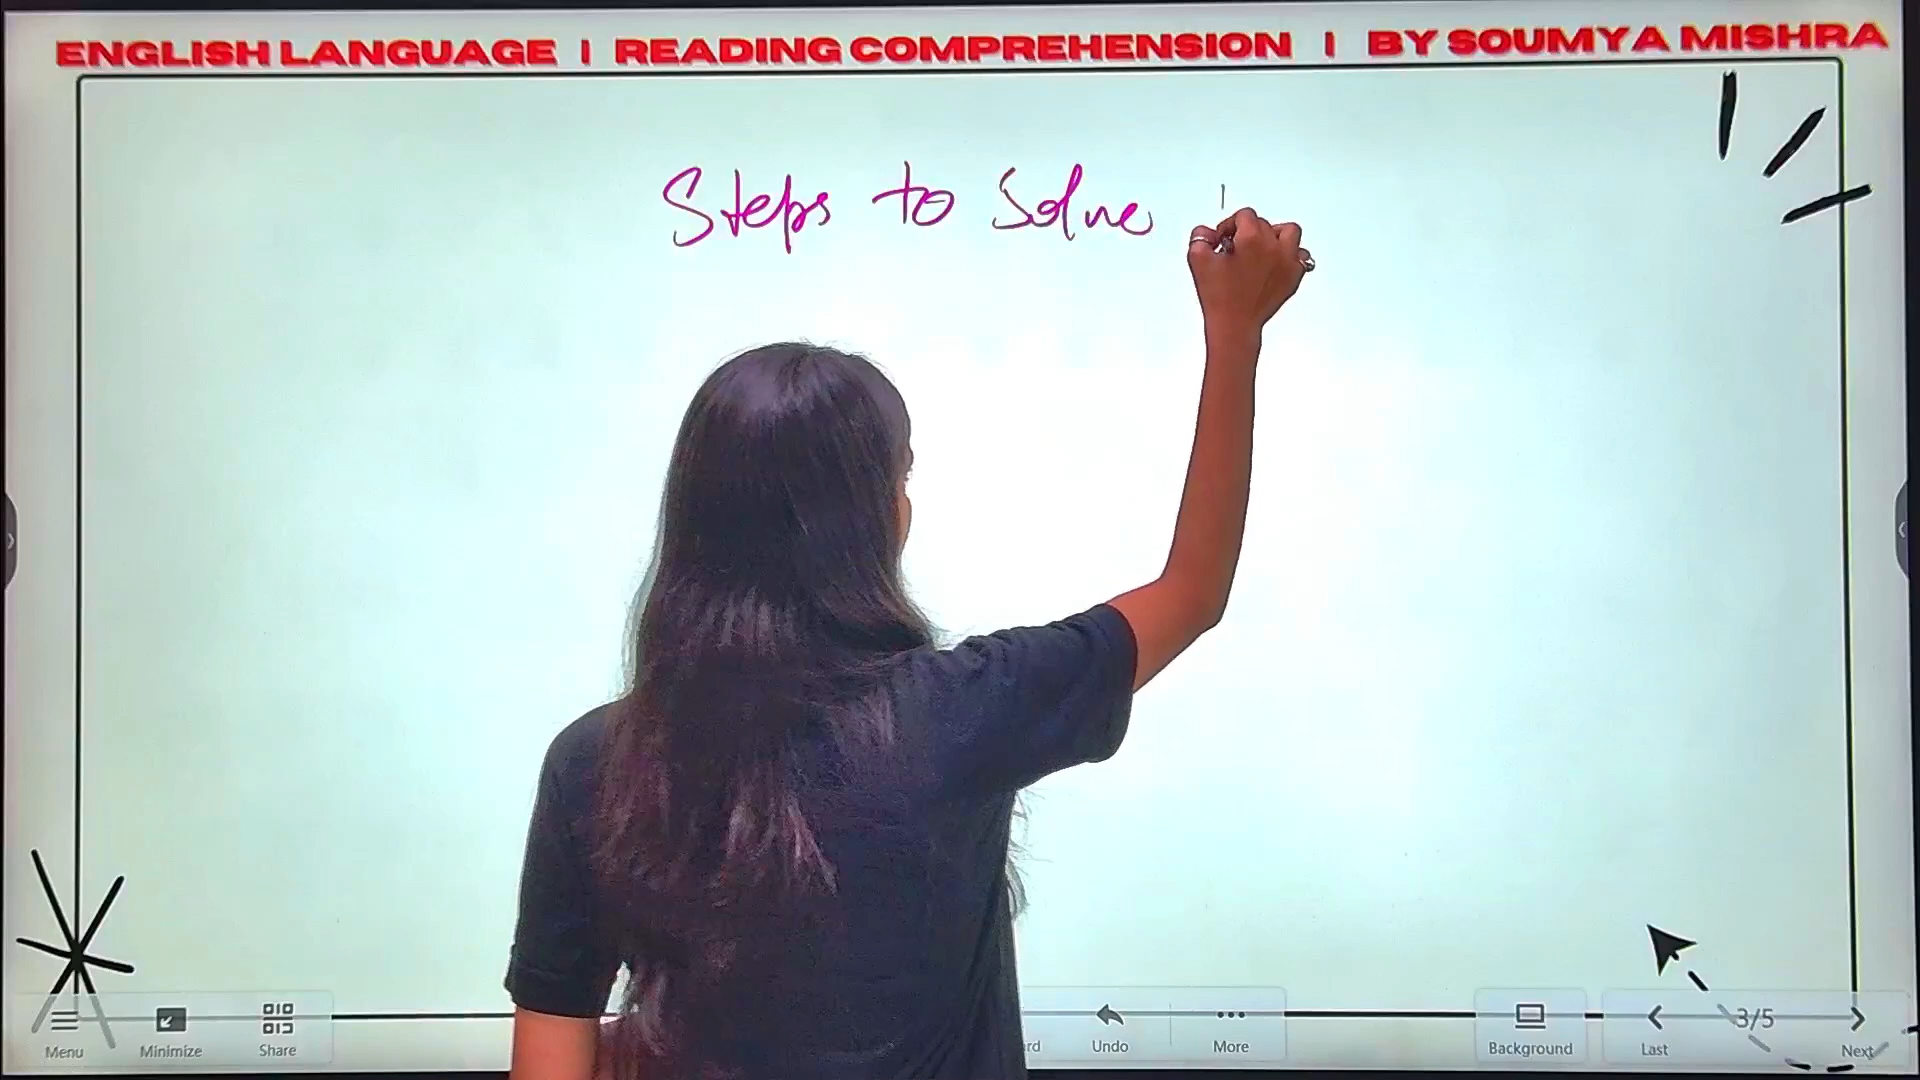 ENGLISH LANGUAGE | READING COMPREHENSION | BY SOUMYA MISHRA
Steps to Solve
Menu
Minimize
Share
Undo
More
Background
Last
3/5
Next